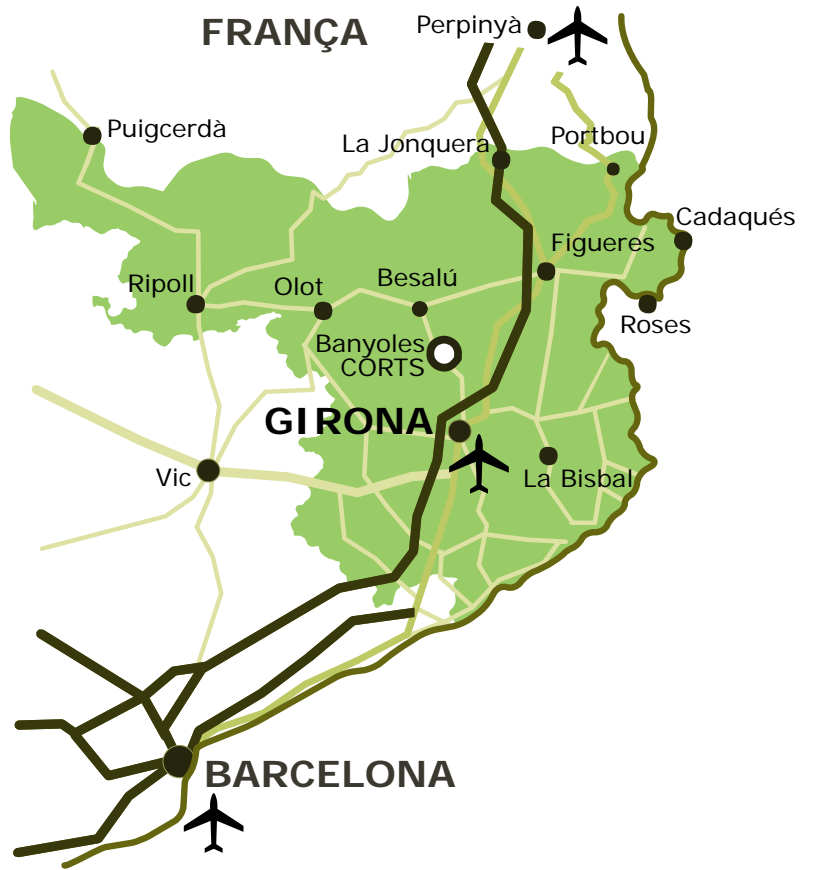 FRANÇA
Perpinyà
Puigcerdà
La Jonquera
Portbou
Cadaqués
Figueres
Ripoll
Olot
Besalú
Roses
Banyoles
CORTS
GIRONA
Vic
La Bisbal
BARCELONA